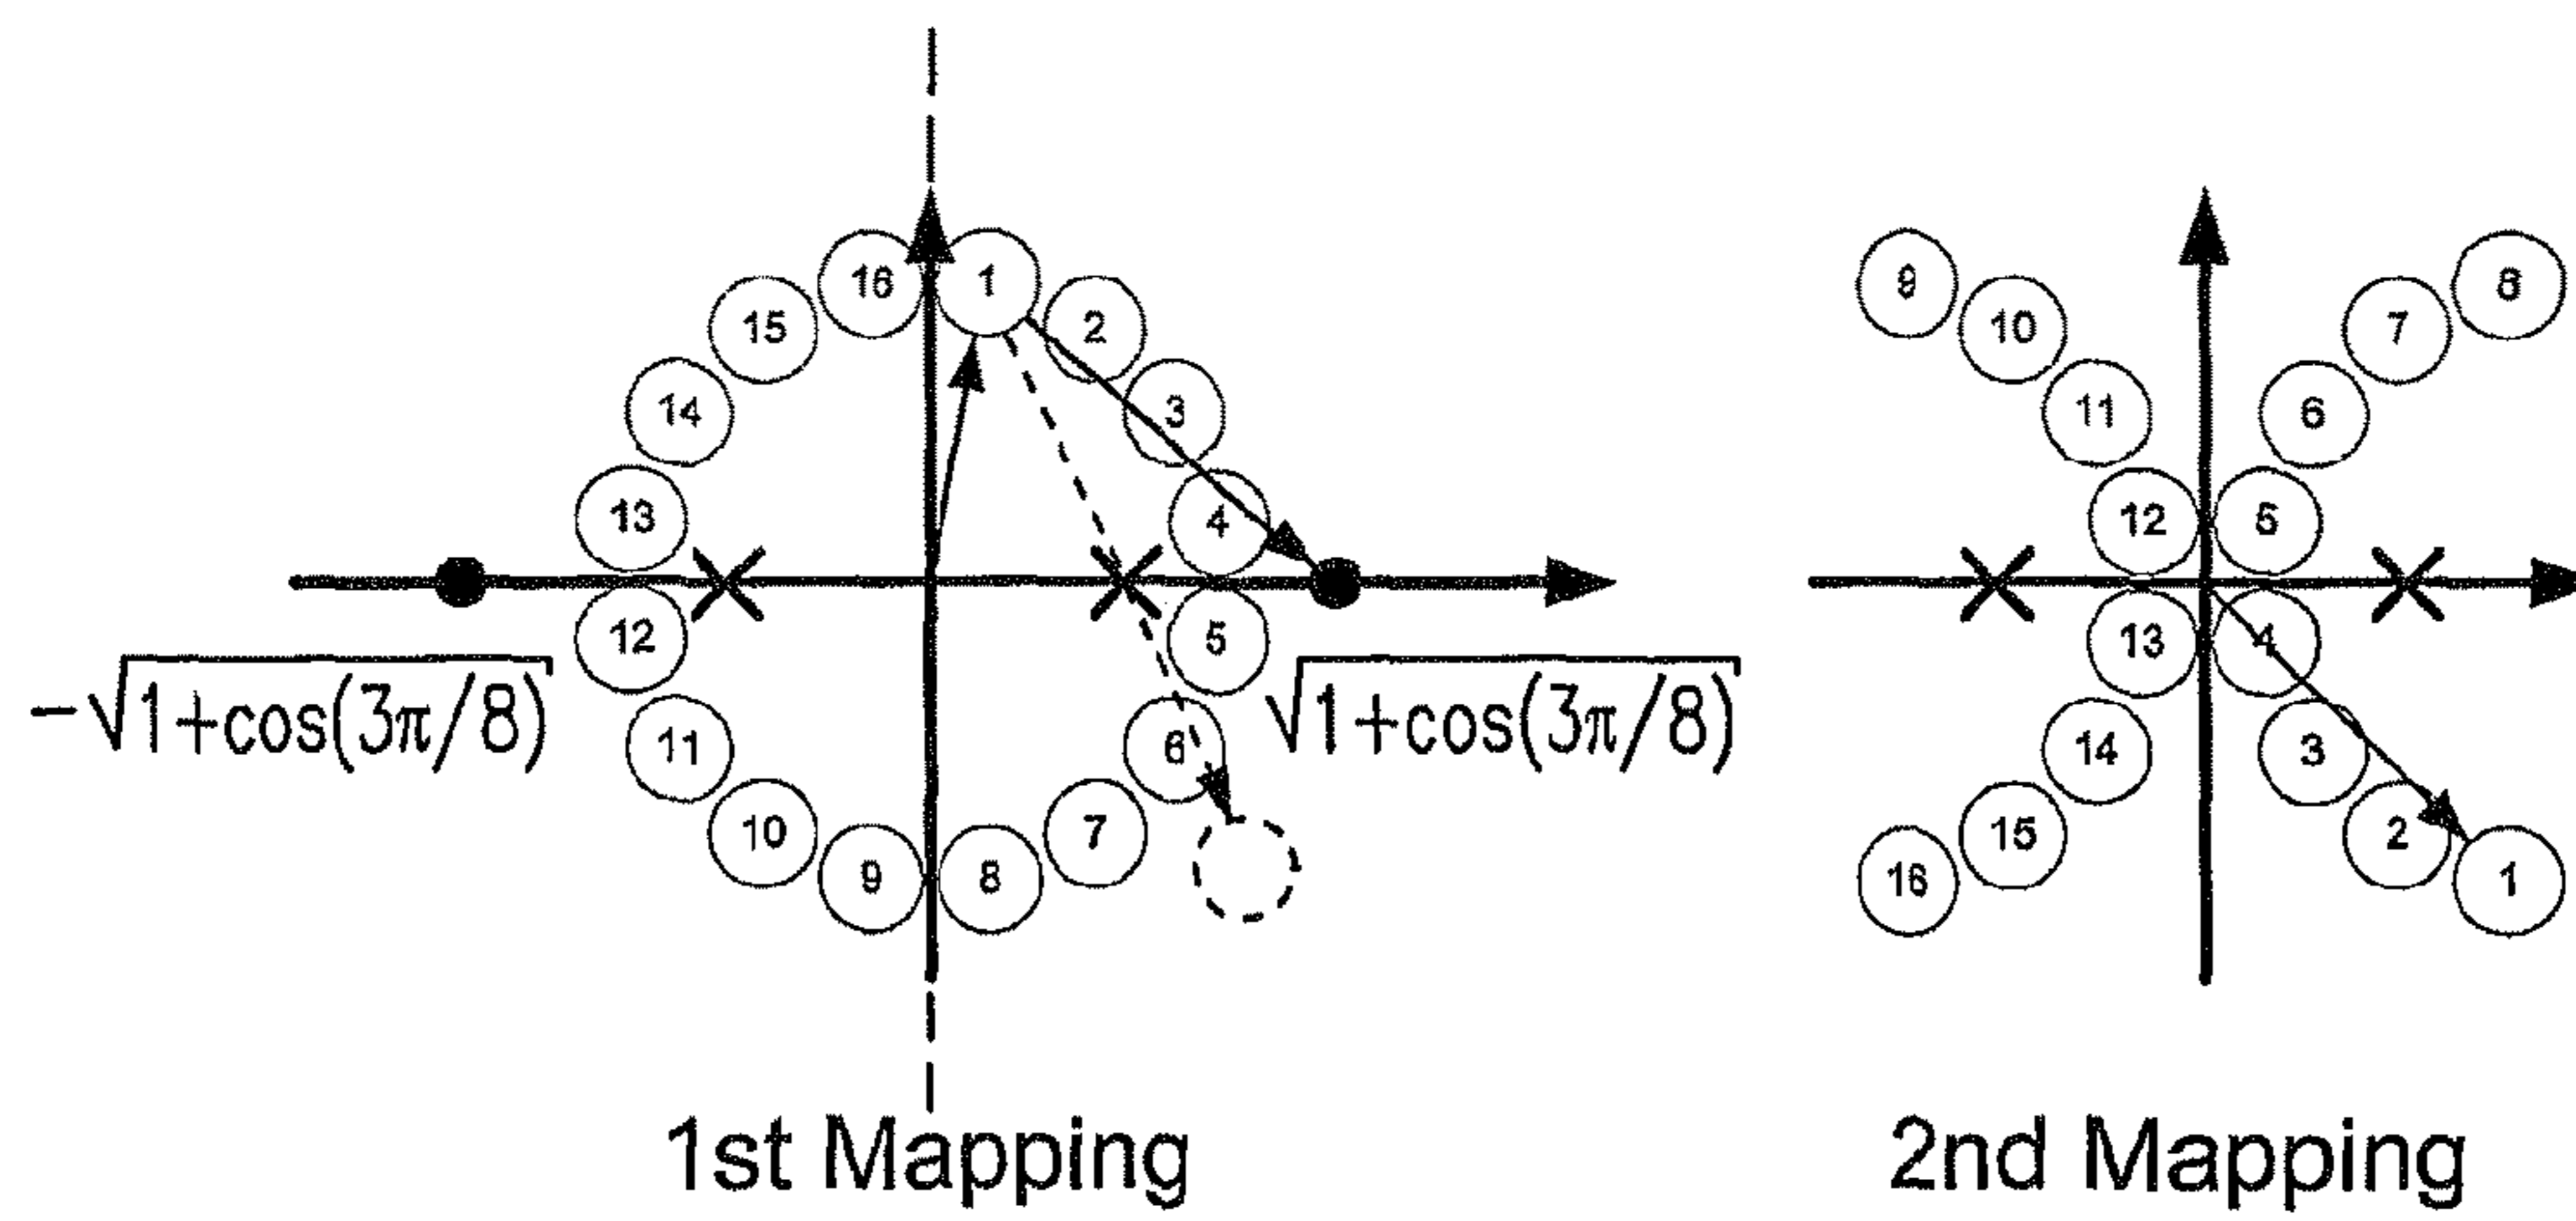 16 1 9 8
15 2 10 7
14 3 11 6
13 4 12 5
12 5 13 4
-√1+cos(3π/8) √1+cos(3π/8)
11 6 14 3
10 7 15 2
9 8 16 1
1st Mapping 2nd Mapping